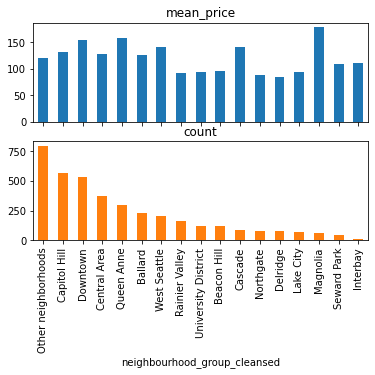 mean_price
150
100
50
0
count
750
500
250
0
Other neighborhoods
Capitol Hill
Downtown
Central Area
Queen Anne
Ballard
West Seattle
Rainier Valley
University District
Beacon Hill
Cascade
Northgate
Delridge
Lake City
Magnolia
Seward Park
Interbay
neighbourhood_group_cleansed